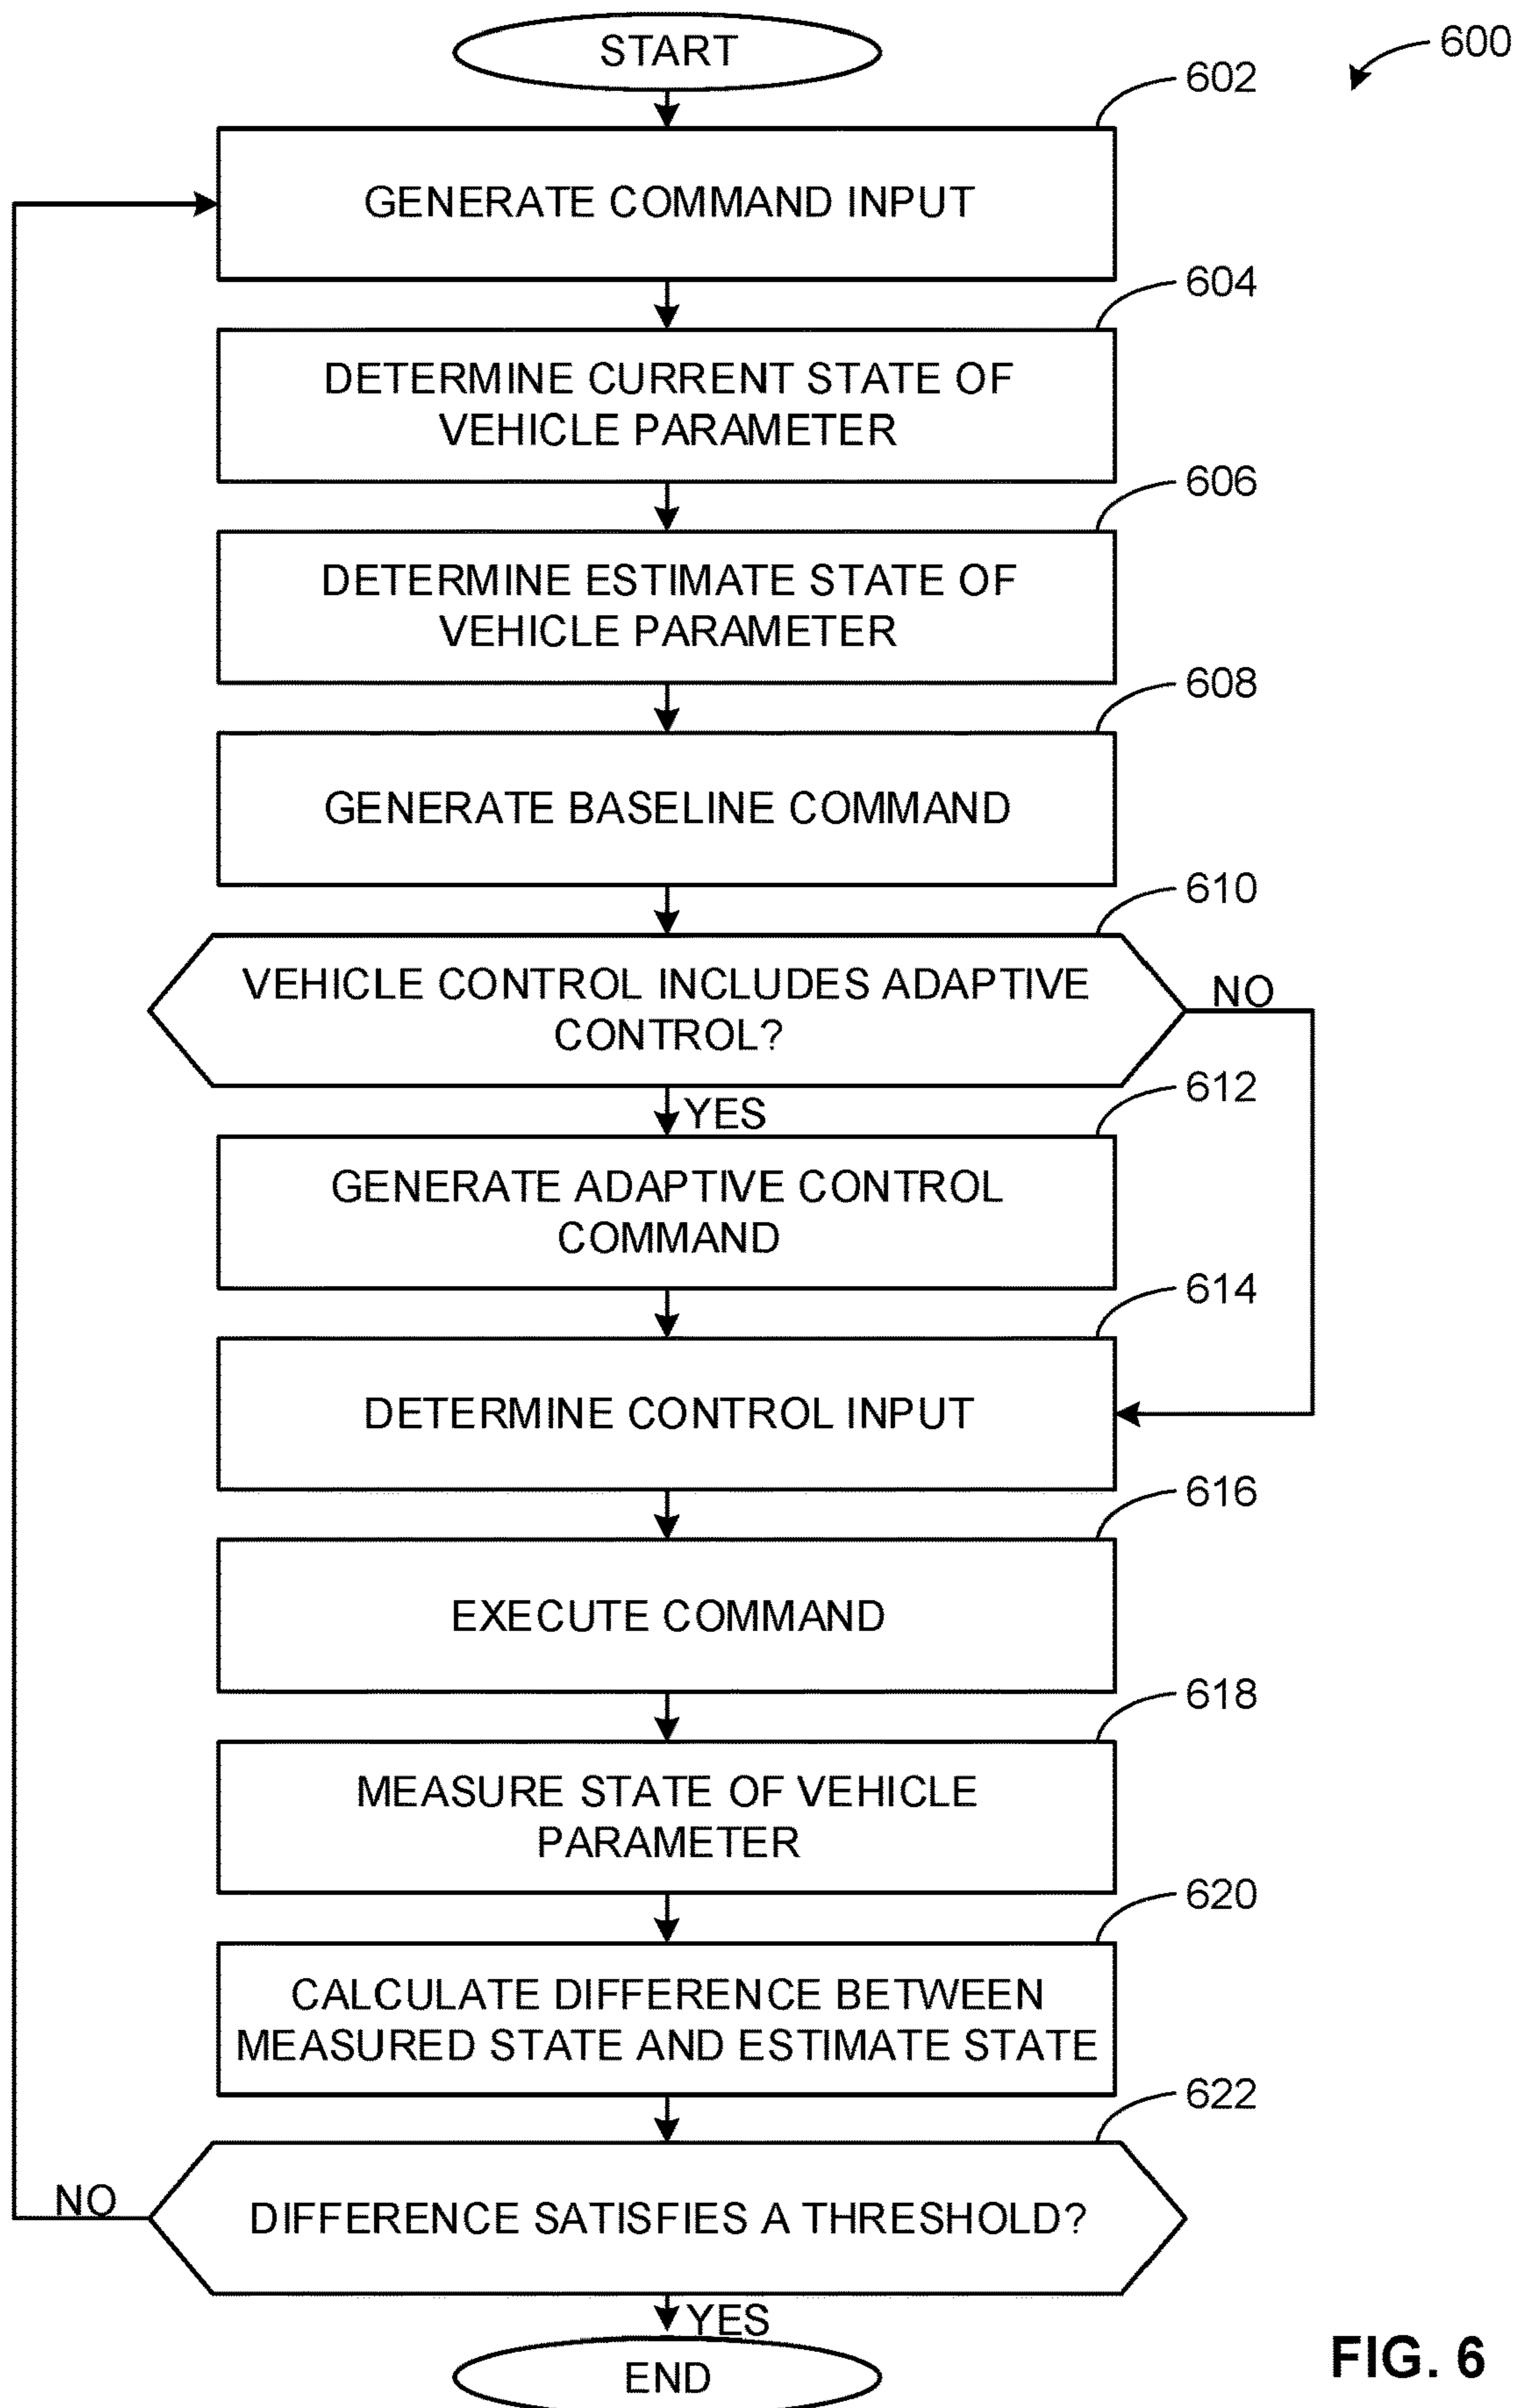 START
600
602
GENERATE COMMAND INPUT
604
DETERMINE CURRENT STATE OF
VEHICLE PARAMETER
606
DETERMINE ESTIMATE STATE OF
VEHICLE PARAMETER
608
GENERATE BASELINE COMMAND
610
VEHICLE CONTROL INCLUDES ADAPTIVE
CONTROL?
NO
612
YES
GENERATE ADAPTIVE CONTROL
COMMAND
614
DETERMINE CONTROL INPUT
616
EXECUTE COMMAND
618
MEASURE STATE OF VEHICLE
PARAMETER
620
CALCULATE DIFFERENCE BETWEEN
MEASURED STATE AND ESTIMATE STATE
622
NO
DIFFERENCE SATISFIES A THRESHOLD?
YES
END
FIG. 6